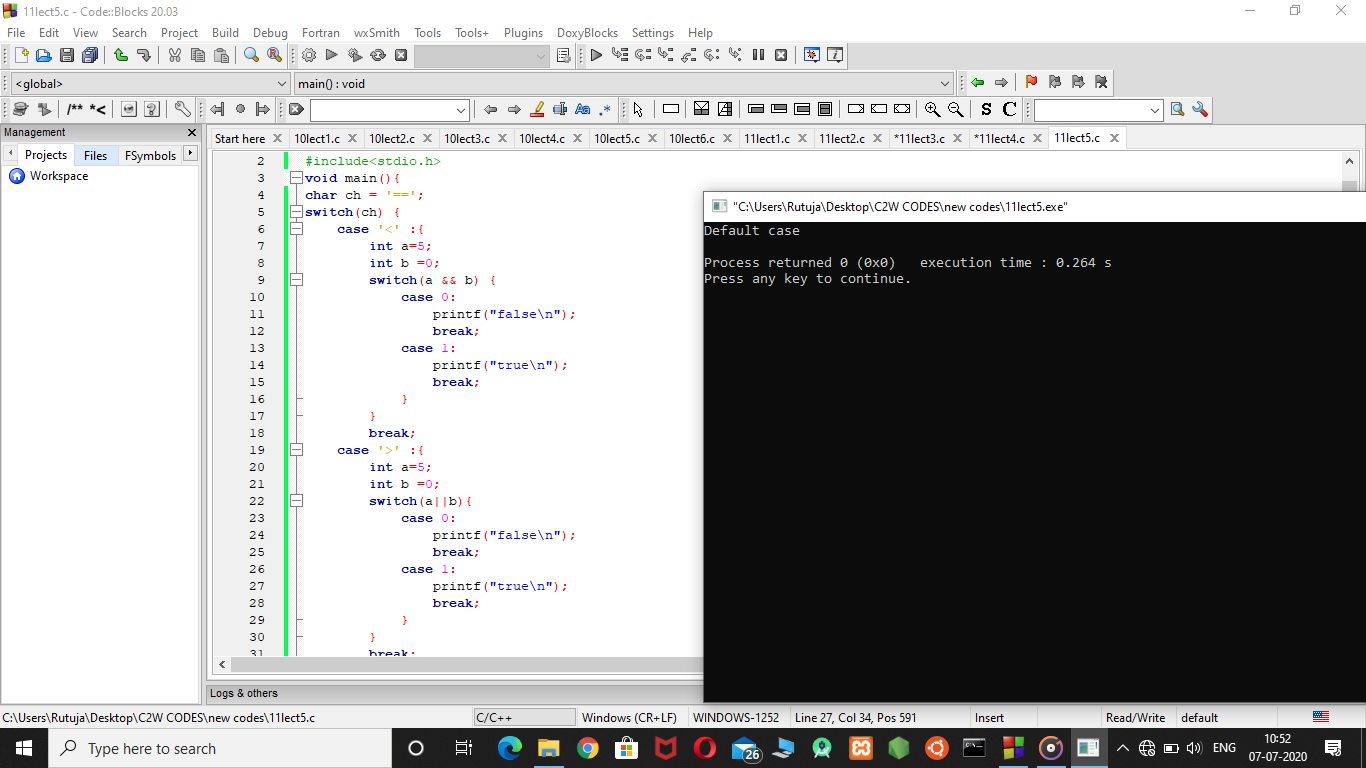 11lect5.c - Code::Blocks 20.03
File Edit View Search Project Build Debug Fortran wxSmith Tools Tools+ Plugins DoxyBlocks Settings Help
<global> main() : void
/** *< Aa .* S C
Management
Start here 10lect1.c 10lect2.c 10lect3.c 10lect4.c 10lect5.c 10lect6.c 11lect1.c 11lect2.c *11lect3.c *11lect4.c 11lect5.c
Projects Files FSymbols
Workspace
2 #include<stdio.h>
3 void main(){
4 char ch = '==';
5 switch(ch) {
6 case '<' :{
7 int a=5;
8 int b =0;
9 switch(a && b) {
10 case 0:
11 printf("false\n");
12 break;
13 case 1:
14 printf("true\n");
15 break;
16 }
17 }
18 break;
19 case '>' :{
20 int a=5;
21 int b =0;
22 switch(a||b){
23 case 0:
24 printf("false\n");
25 break;
26 case 1:
27 printf("true\n");
28 break;
29 }
30 }
31 break;
"C:\Users\Rutuja\Desktop\C2W CODES\new codes\11lect5.exe"
Default case
Process returned 0 (0x0) execution time : 0.264 s
Press any key to continue.
Logs & others
C:\Users\Rutuja\Desktop\C2W CODES\new codes\11lect5.c C/C++ Windows (CR+LF) WINDOWS-1252 Line 27, Col 34, Pos 591 Insert Read/Write default
Type here to search
26
ENG
10:52
07-07-2020